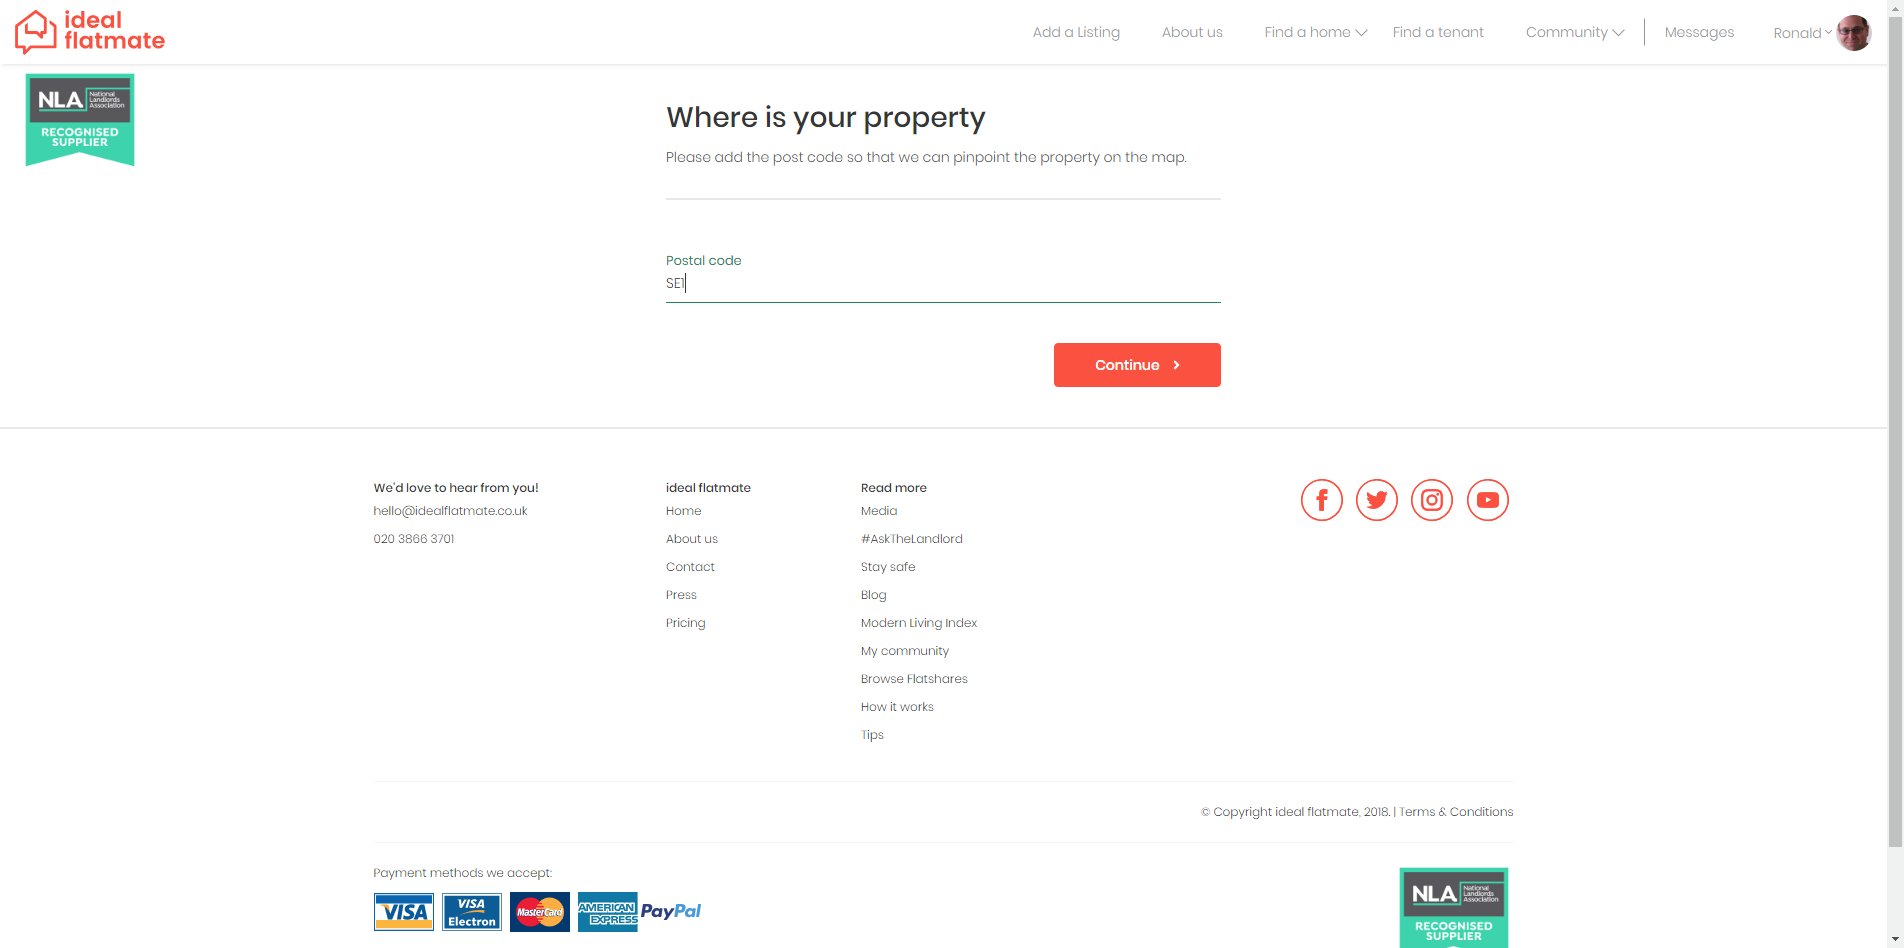 ideal
flatmate
Add a Listing
About us
Find a home
Find a tenant
Community
Messages
Ronald
NLA National Landlords Association
RECOGNISED
SUPPLIER
Where is your property
Please add the post code so that we can pinpoint the property on the map.
Postal code
SE1
Continue
We'd love to hear from you!
hello@idealflatmate.co.uk
020 3866 3701
ideal flatmate
Home
About us
Contact
Press
Pricing
Read more
Media
#AskTheLandlord
Stay safe
Blog
Modern Living Index
My community
Browse Flatshares
How it works
Tips
© Copyright ideal flatmate, 2018. | Terms & Conditions
Payment methods we accept:
VISA
VISA
Electron
MasterCard
AMERICAN
EXPRESS
PayPal
NLA National Landlords Association
RECOGNISED
SUPPLIER